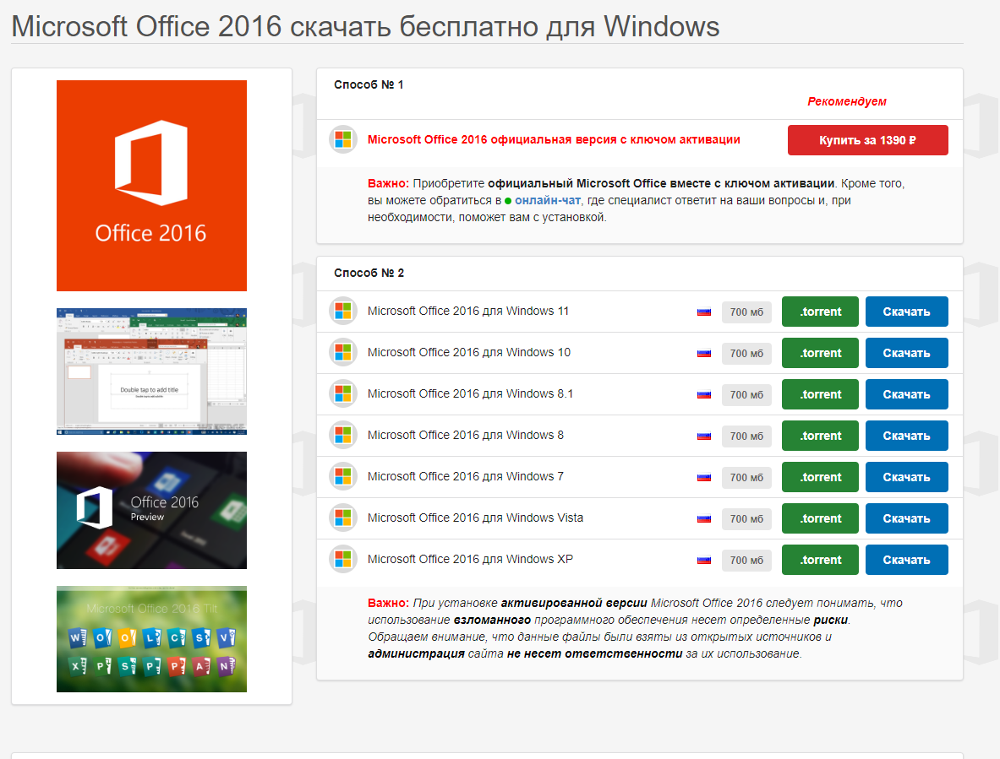 Microsoft Office 2016 скачать бесплатно для Windows
Office 2016
Double tap to add title
Office 2016
Preview
Microsoft Office 2016 Tilt
W O O L C S V
X P S P P A N
Способ № 1
Рекомендуем
Microsoft Office 2016 официальная версия с ключом активации
Купить за 1390 ₽
Важно: Приобретите официальный Microsoft Office вместе с ключом активации. Кроме того,
вы можете обратиться в онлайн-чат, где специалист ответит на ваши вопросы и, при
необходимости, поможет вам с установкой.
Способ № 2
Microsoft Office 2016 для Windows 11 700 мб .torrent Скачать
Microsoft Office 2016 для Windows 10 700 мб .torrent Скачать
Microsoft Office 2016 для Windows 8.1 700 мб .torrent Скачать
Microsoft Office 2016 для Windows 8 700 мб .torrent Скачать
Microsoft Office 2016 для Windows 7 700 мб .torrent Скачать
Microsoft Office 2016 для Windows Vista 700 мб .torrent Скачать
Microsoft Office 2016 для Windows XP 700 мб .torrent Скачать
Важно: При установке активированной версии Microsoft Office 2016 следует понимать, что
использование взломанного программного обеспечения несет определенные риски.
Обращаем внимание, что данные файлы были взяты из открытых источников и
администрация сайта не несет ответственности за их использование.